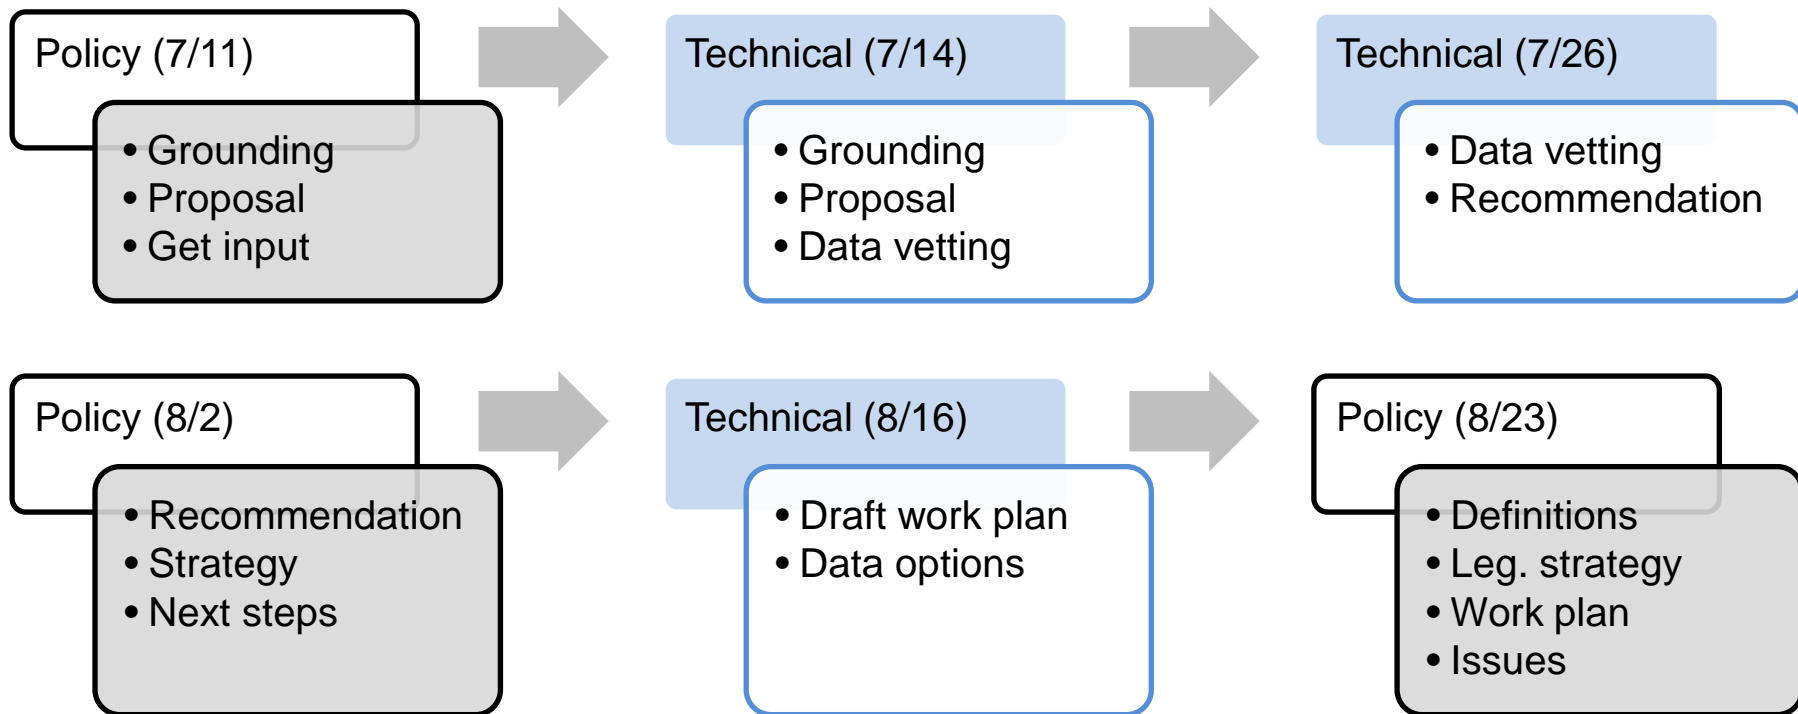 Policy (7/11)
• Grounding
• Proposal
• Get input
Technical (7/14)
• Grounding
• Proposal
• Data vetting
Technical (7/26)
• Data vetting
• Recommendation
Policy (8/2)
• Recommendation
• Strategy
• Next steps
Technical (8/16)
• Draft work plan
• Data options
Policy (8/23)
• Definitions
• Leg. strategy
• Work plan
• Issues